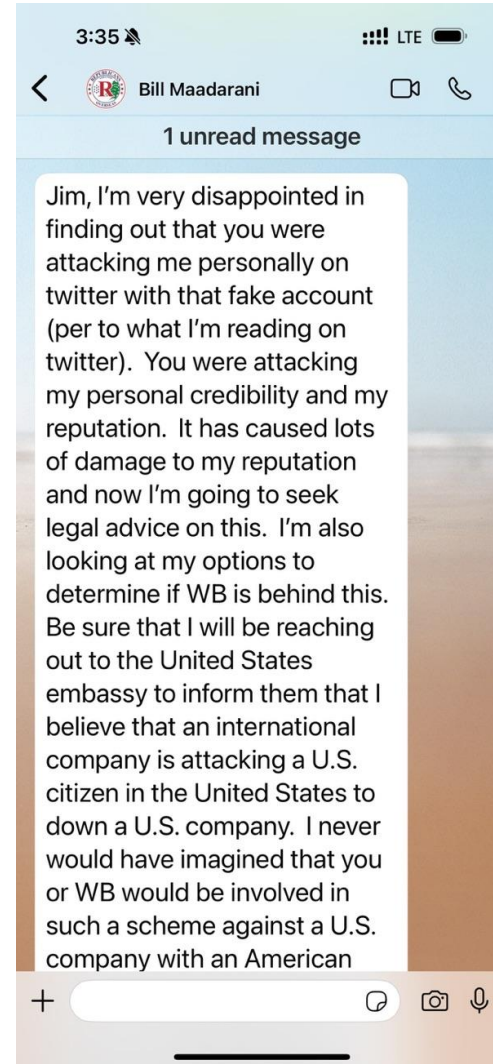 3:35
LTE
Bill Maadarani
1 unread message
Jim, I'm very disappointed in
finding out that you were
attacking me personally on
twitter with that fake account
(per to what I'm reading on
twitter).  You were attacking
my personal credibility and my
reputation.  It has caused lots
of damage to my reputation
and now I'm going to seek
legal advice on this.  I'm also
looking at my options to
determine if WB is behind this.
Be sure that I will be reaching
out to the United States
embassy to inform them that I
believe that an international
company is attacking a U.S.
citizen in the United States to
down a U.S. company.  I never
would have imagined that you
or WB would be involved in
such a scheme against a U.S.
company with an American